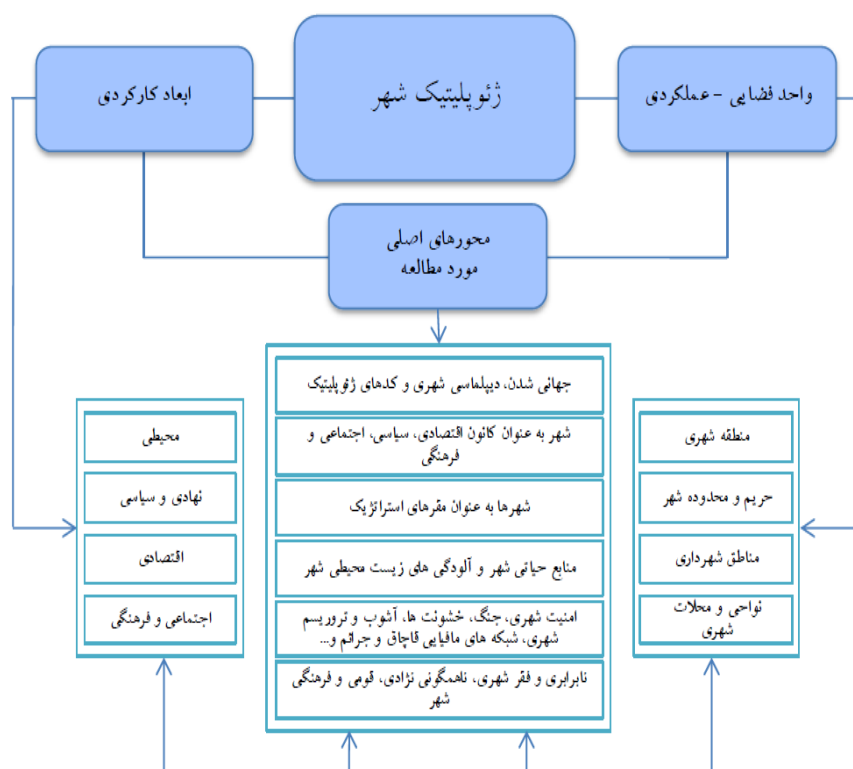 ژئوپلیتیک شهر
واحد فضایی - عملکردی
ابعاد کارکردی
محورهای اصلی
مورد مطالعه
جهانی شدن، دیپلماسی شهری و کدهای ژئوپلیتیک
شهر به عنوان کانون اقتصادی، سیاسی، اجتماعی و
فرهنگی
شهرها به عنوان مقرهای استراتژیک
منابع حیاتی شهر و آلودگی های زیست محیطی شهر
امنیت شهری، جنگ، خشونت ها، آشوب و تروریسم
شهری، شبکه های مافیایی قاچاق و جرائم و...
نابرابری و فقر شهری، ناهمگونی نژادی، قومی و فرهنگی
شهر
منطقه شهری
حریم و محدوده شهر
مناطق شهرداری
نواحی و محلات
شهری
محیطی
نهادی و سیاسی
اقتصادی
اجتماعی و فرهنگی